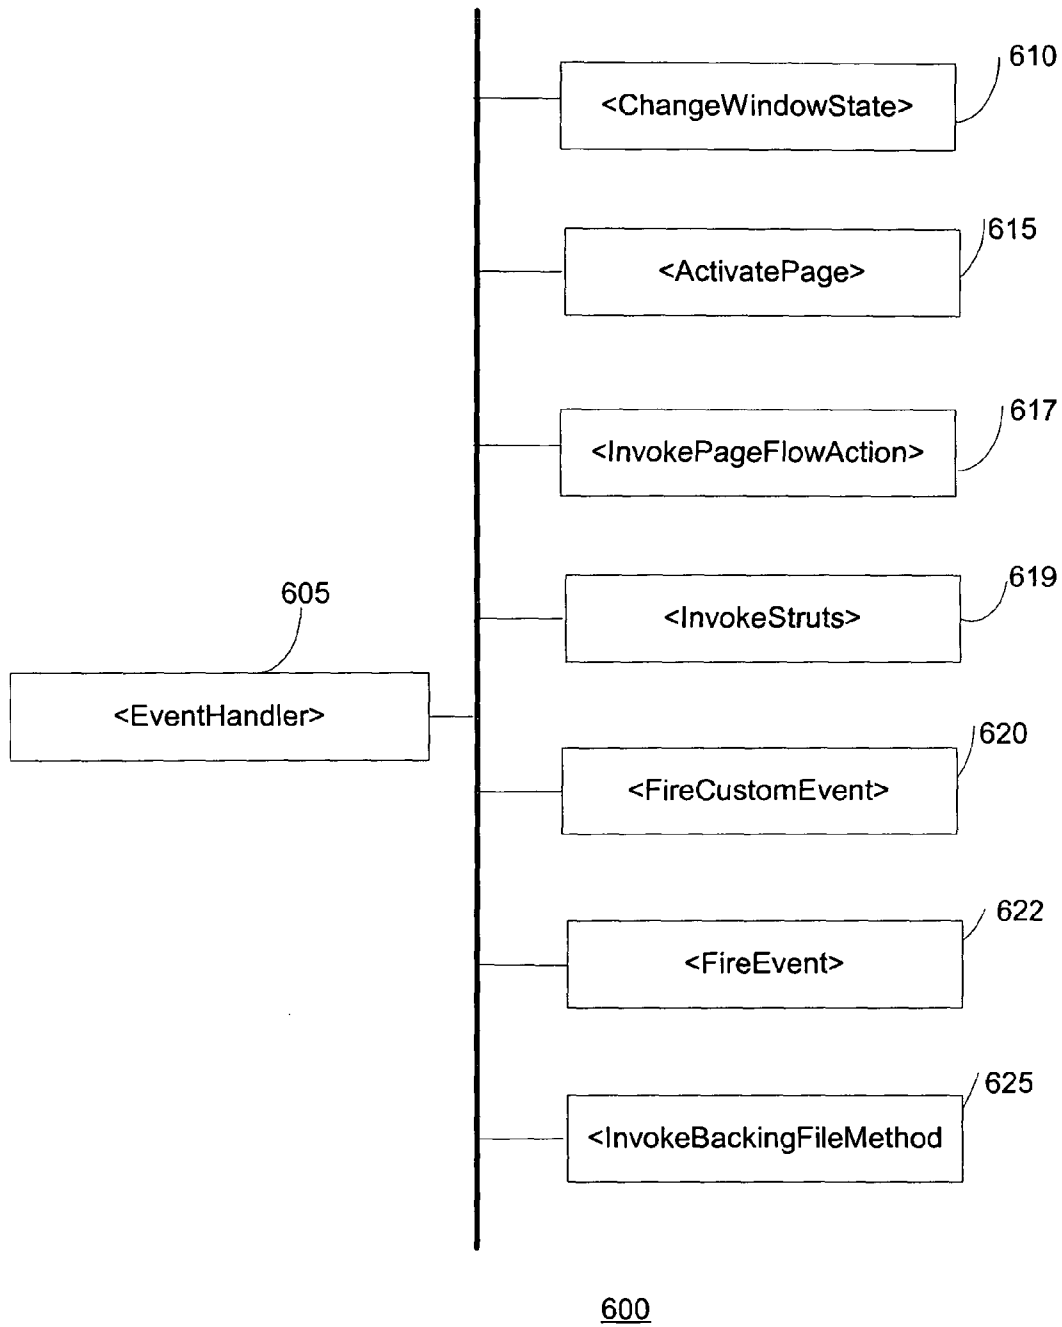 610
<ChangeWindowState>
615
<ActivatePage>
617
<InvokePageFlowAction>
619
<InvokeStruts>
605
<EventHandler>
620
<FireCustomEvent>
622
<FireEvent>
625
<InvokeBackingFileMethod
600